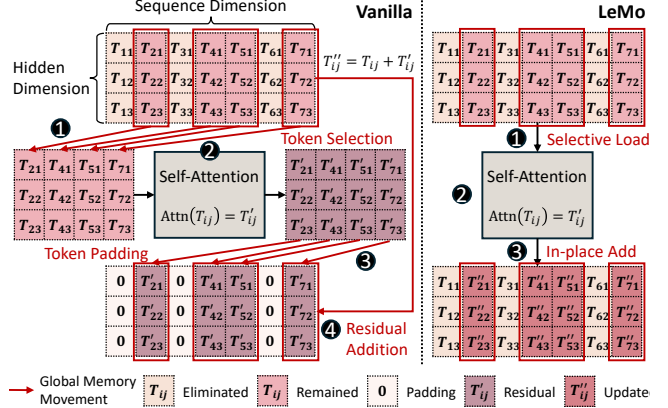 Sequence Dimension
Vanilla
Hidden
Dimension
T11 T21 T31 T41 T51 T61 T71
T12 T22 T32 T42 T52 T62 T72
T13 T23 T33 T43 T53 T63 T73
T''ij = Tij + T'ij
1
2
Token Selection
T21 T41 T51 T71
T22 T42 T52 T72
T23 T43 T53 T73
Self-Attention
Attn(Tij) = T'ij
T'21 T'41 T'51 T'71
T'22 T'42 T'52 T'72
T'23 T'43 T'53 T'73
Token Padding
3
0 T'21 0 T'41 T'51 0 T'71
0 T'22 0 T'42 T'52 0 T'72
0 T'23 0 T'43 T'53 0 T'73
4 Residual
Addition
LeMo
T11 T21 T31 T41 T51 T61 T71
T12 T22 T32 T42 T52 T62 T72
T13 T23 T33 T43 T53 T63 T73
1
Selective Load
2
Self-Attention
Attn(Tij) = T'ij
3
In-place Add
T11 T''21 T31 T''41 T''51 T61 T''71
T12 T''22 T32 T''42 T''52 T62 T''72
T13 T''23 T33 T''43 T''53 T63 T''73
Global Memory
Movement
Tij Eliminated
Tij Remained
0 Padding
T'ij Residual
T''ij Updated